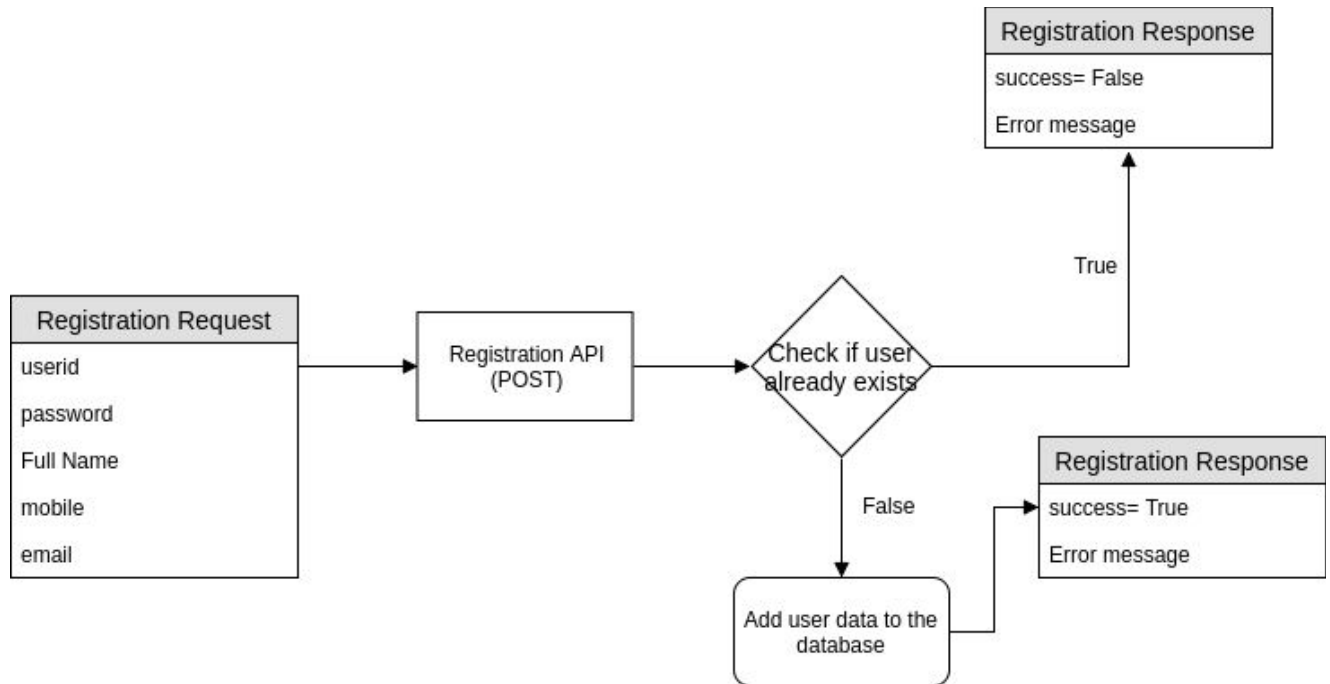 Registration Response
success= False
Error message
True
Registration Request
userid
password
Full Name
mobile
email
Registration API
(POST)
Check if user
already exists
False
Registration Response
success= True
Error message
Add user data to the
database